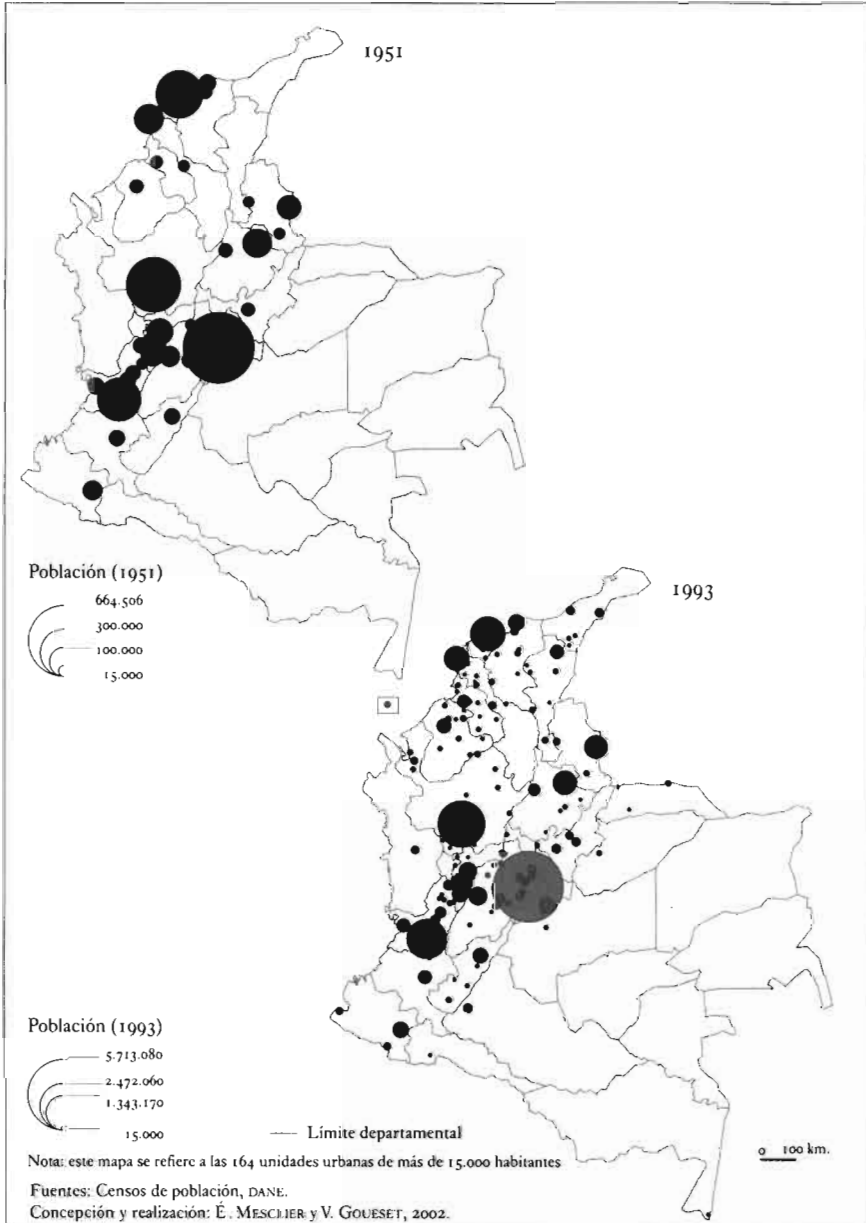 1951
Población (1951)
664.506
300.000
100.000
15.000
1993
Población (1993)
5.713.080
2.472.060
1.343.170
15.000
Límite departamental
0 100 km.
Nota: este mapa se refiere a las 164 unidades urbanas de más de 15.000 habitantes
Fuentes: Censos de población, DANE.
Concepción y realización: É. MESCLIER y V. GOUESET, 2002.